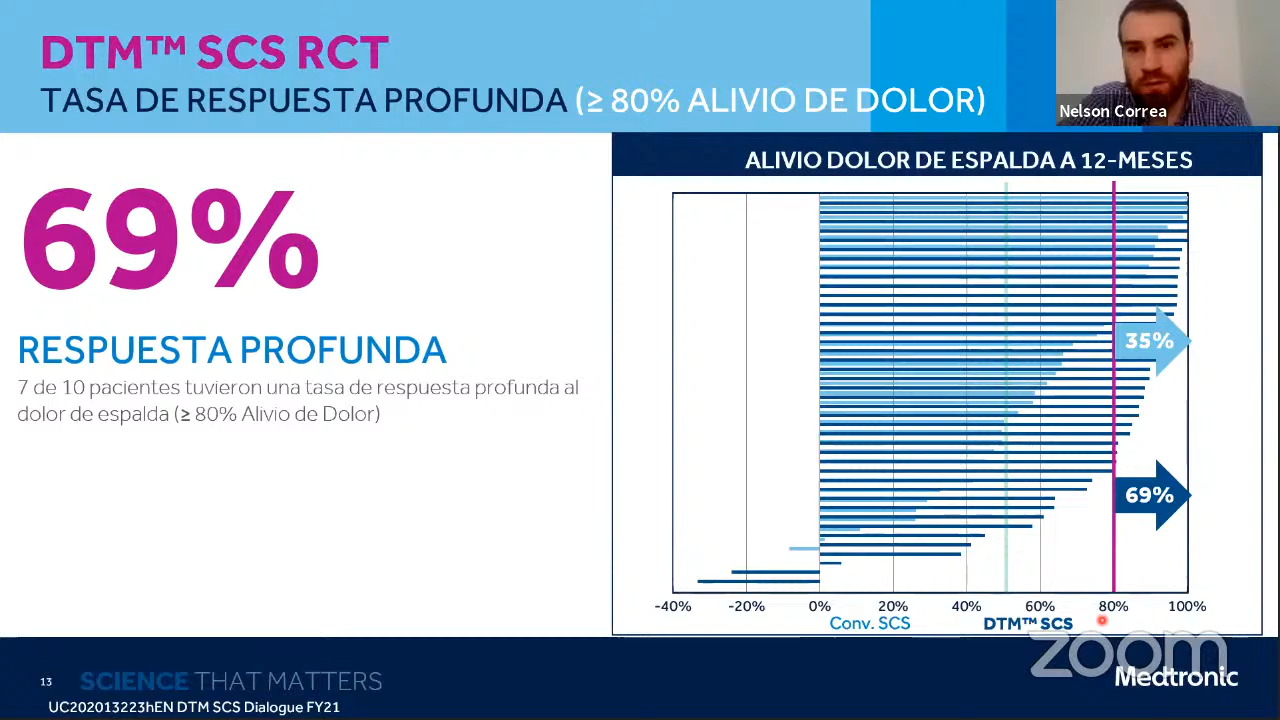 DTM™ SCS RCT
TASA DE RESPUESTA PROFUNDA (≥ 80% ALIVIO DE DOLOR)
Nelson Correa
69%
RESPUESTA PROFUNDA
7 de 10 pacientes tuvieron una tasa de respuesta profunda al
dolor de espalda (≥ 80% Alivio de Dolor)
ALIVIO DOLOR DE ESPALDA A 12-MESES
35%
69%
-40% -20% 0% 20% 40% 60% 80% 100%
Conv. SCS DTM™ SCS
zoom
13 SCIENCE THAT MATTERS
Medtronic
UC202013223hEN DTM SCS Dialogue FY21